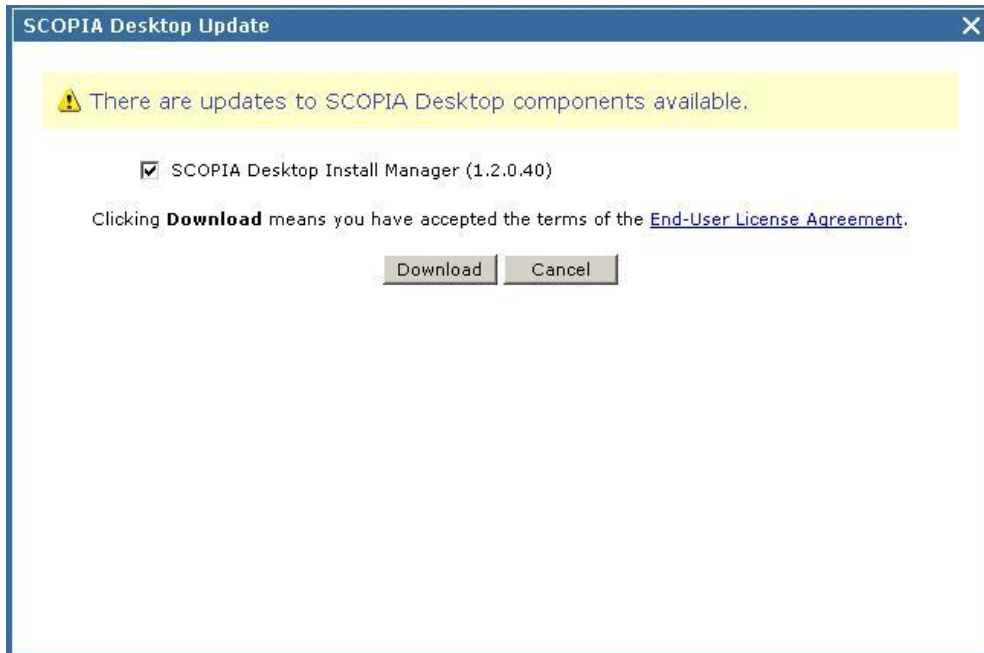 SCOPIA Desktop Update
There are updates to SCOPIA Desktop components available.
SCOPIA Desktop Install Manager (1.2.0.40)
Clicking Download means you have accepted the terms of the End-User License Agreement.
Download Cancel